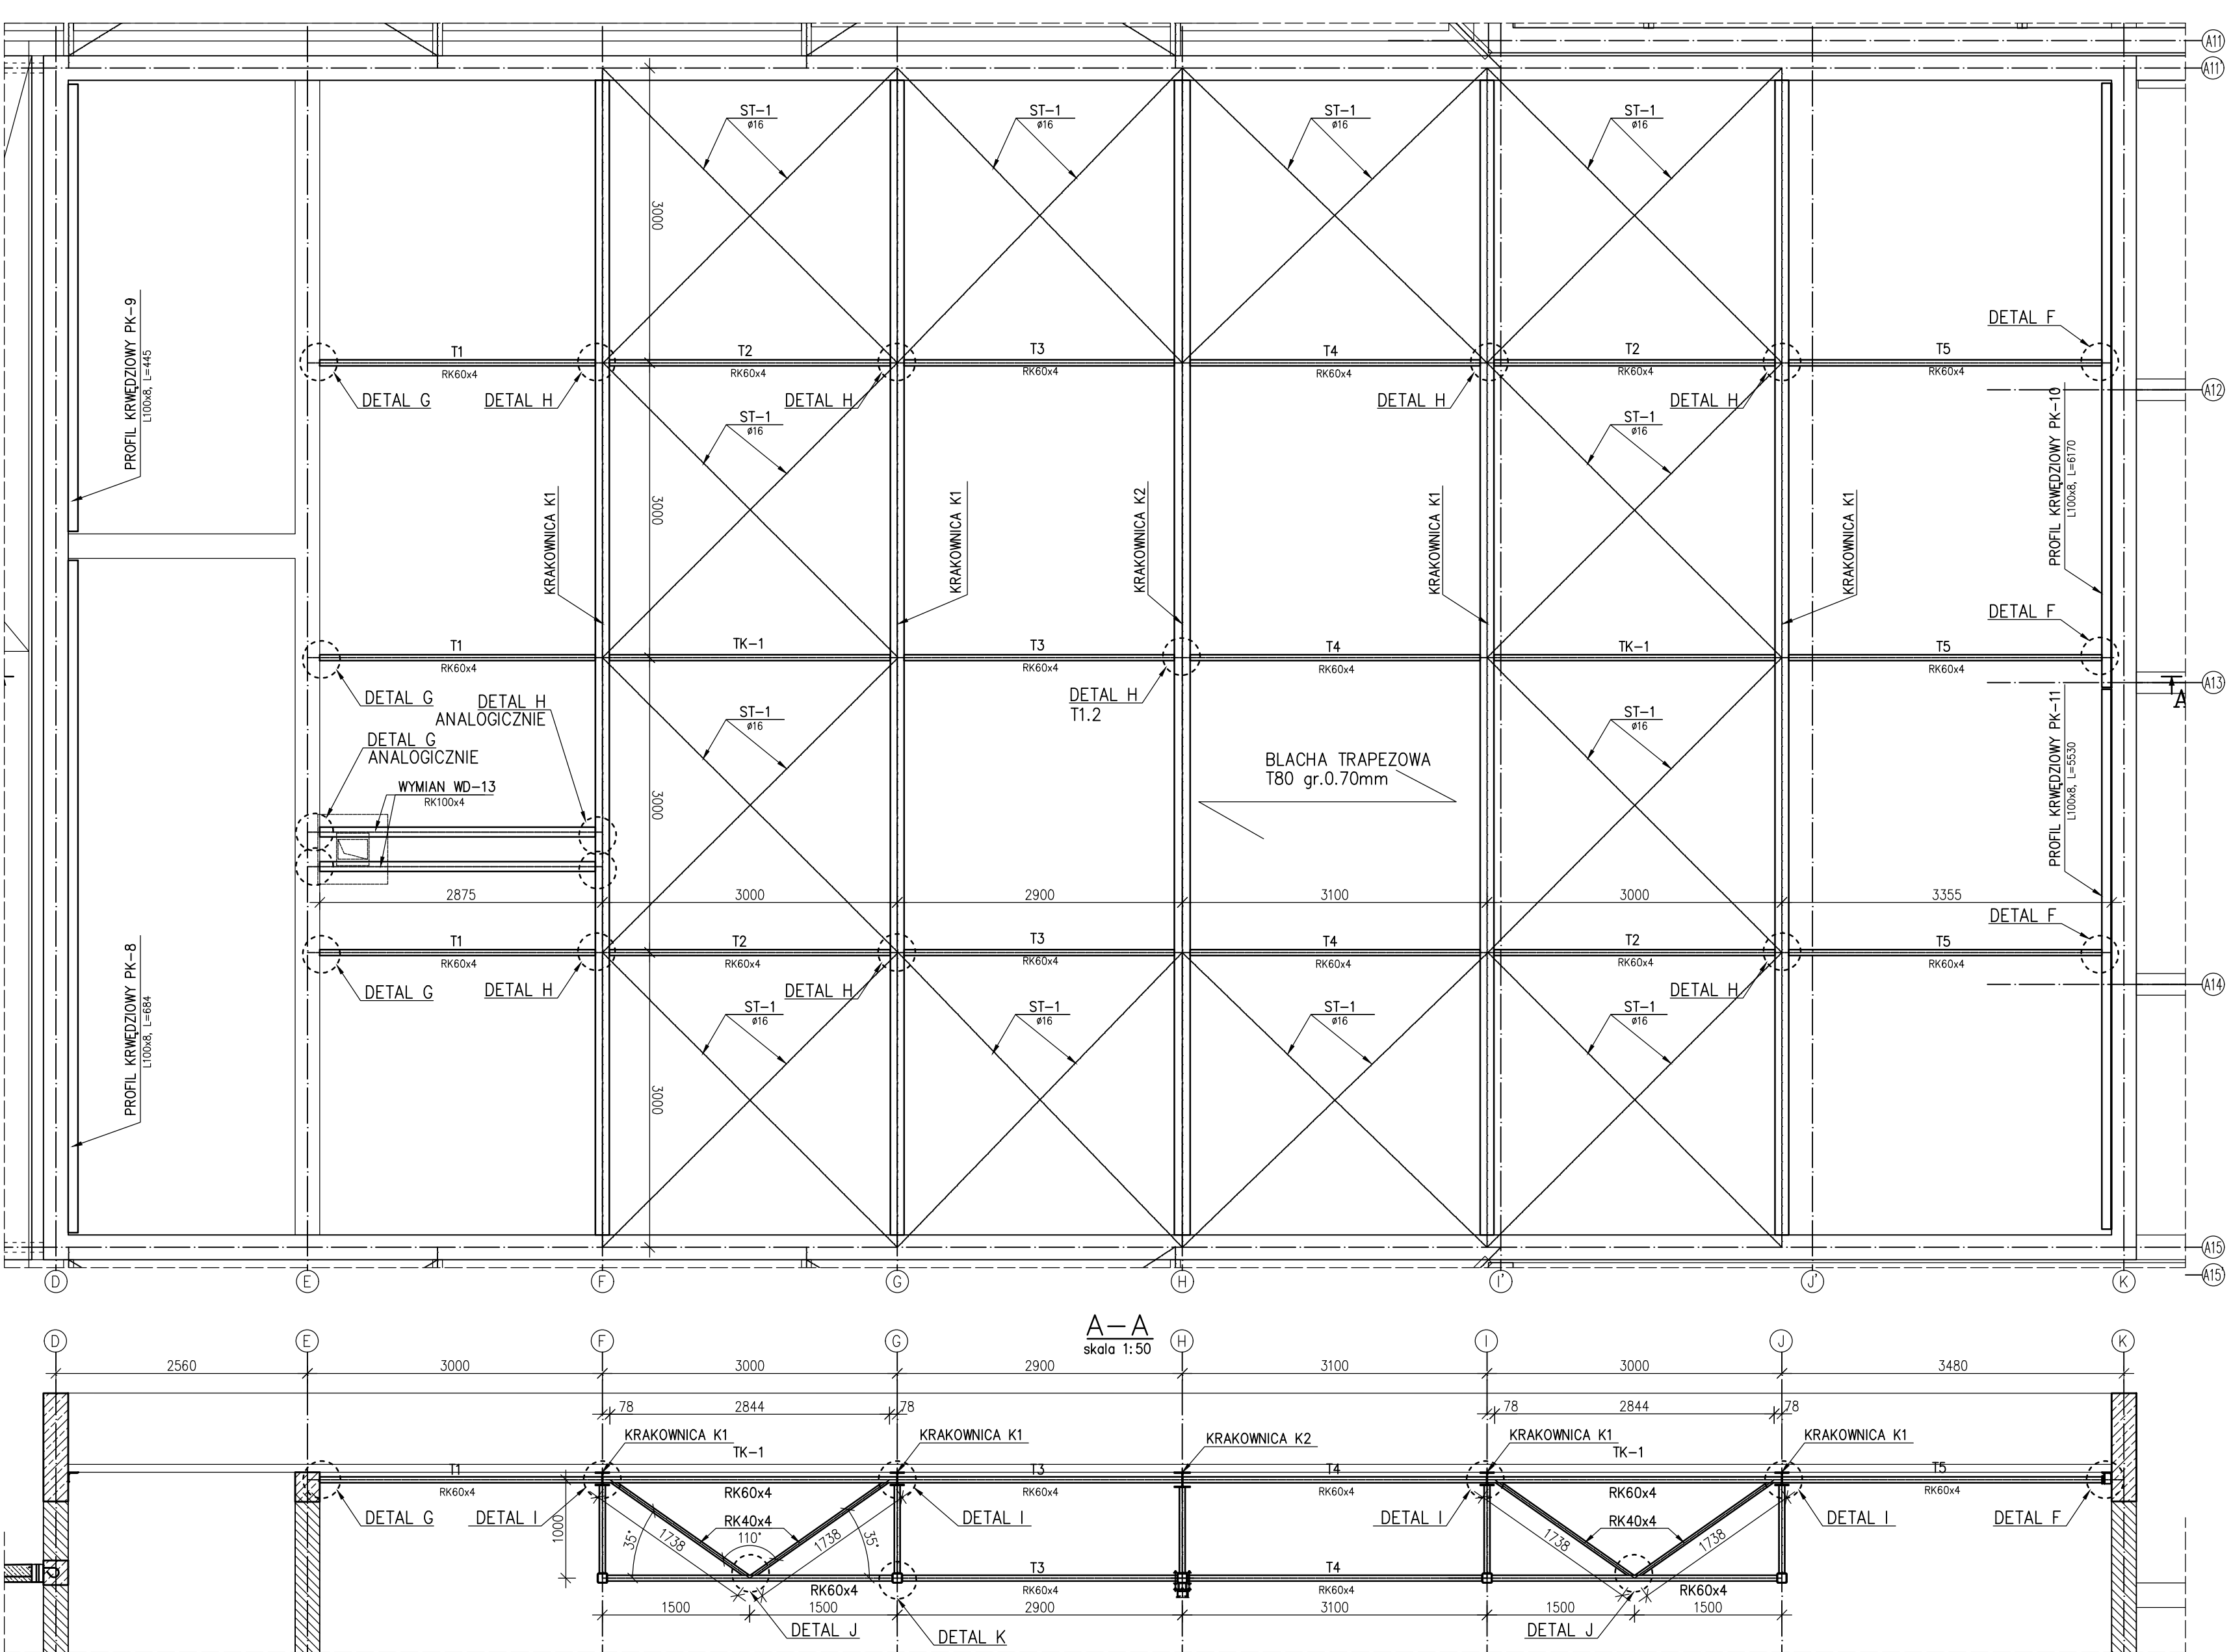 A11
A11'
ST-1
ø16
ST-1
ø16
ST-1
ø16
ST-1
ø16
3000
PROFIL KRWĘDZIOWY PK-9
L100x8, L=445
DETAL F
T1
RK60x4
T2
RK60x4
T3
RK60x4
T4
RK60x4
T2
RK60x4
T5
RK60x4
A12
DETAL G
DETAL H
DETAL H
DETAL H
DETAL H
ST-1
ø16
ST-1
ø16
PROFIL KRWĘDZIOWY PK-10
L100x8, L=6170
KRAKOWNICA K1
3000
KRAKOWNICA K1
KRAKOWNICA K2
KRAKOWNICA K1
KRAKOWNICA K1
DETAL F
T1
RK60x4
TK-1
T3
RK60x4
T4
RK60x4
TK-1
T5
RK60x4
A13
A
DETAL G
DETAL H
ANALOGICZNIE
DETAL H
T1.2
ST-1
ø16
ST-1
ø16
DETAL G
ANALOGICZNIE
WYMIAN WD-13
RK100x4
3000
BLACHA TRAPEZOWA
T80 gr.0.70mm
PROFIL KRWĘDZIOWY PK-11
L100x8, L=5530
2875
3000
2900
3100
3000
3355
DETAL F
T1
RK60x4
T2
RK60x4
T3
RK60x4
T4
RK60x4
T2
RK60x4
T5
RK60x4
A14
DETAL G
DETAL H
DETAL H
DETAL H
PROFIL KRWĘDZIOWY PK-8
L100x8, L=684
ST-1
ø16
ST-1
ø16
ST-1
ø16
ST-1
ø16
3000
A15
A15
D
E
F
G
H
I'
J'
K
A-A
skala 1:50
D
E
F
G
H
I
J
K
2560
3000
3000
2900
3100
3000
3480
78
2844
78
78
2844
78
KRAKOWNICA K1
KRAKOWNICA K1
KRAKOWNICA K2
KRAKOWNICA K1
KRAKOWNICA K1
TK-1
TK-1
T1
RK60x4
RK60x4
T3
RK60x4
T4
RK60x4
RK60x4
T5
RK60x4
DETAL G
DETAL I
DETAL I
DETAL I
DETAL I
DETAL F
1000
35°
1738
RK40x4
110°
1738
35°
1738
RK40x4
1738
RK60x4
T3
RK60x4
T4
RK60x4
RK60x4
1500
1500
2900
3100
1500
1500
DETAL J
DETAL K
DETAL J